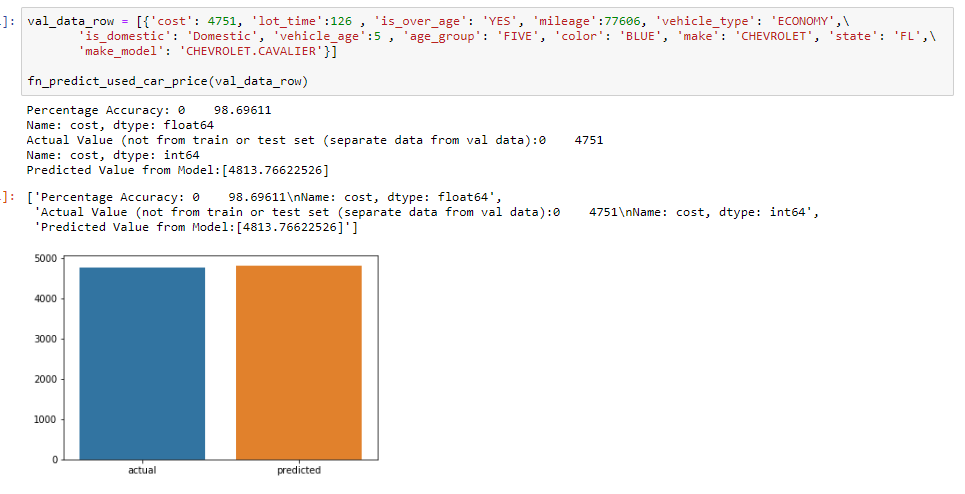 ]: val_data_row = [{'cost': 4751, 'lot_time':126 , 'is_over_age': 'YES', 'mileage':77606, 'vehicle_type': 'ECONOMY',\
'is_domestic': 'Domestic', 'vehicle_age':5 , 'age_group': 'FIVE', 'color': 'BLUE', 'make': 'CHEVROLET', 'state': 'FL',\
'make_model': 'CHEVROLET.CAVALIER'}]
fn_predict_used_car_price(val_data_row)
Percentage Accuracy: 0    98.69611
Name: cost, dtype: float64
Actual Value (not from train or test set (separate data from val data):0    4751
Name: cost, dtype: int64
Predicted Value from Model:[4813.76622526]
]: ['Percentage Accuracy: 0    98.69611\nName: cost, dtype: float64',
'Actual Value (not from train or test set (separate data from val data):0    4751\nName: cost, dtype: int64',
'Predicted Value from Model:[4813.76622526]']
5000
4000
3000
2000
1000
0
actual predicted